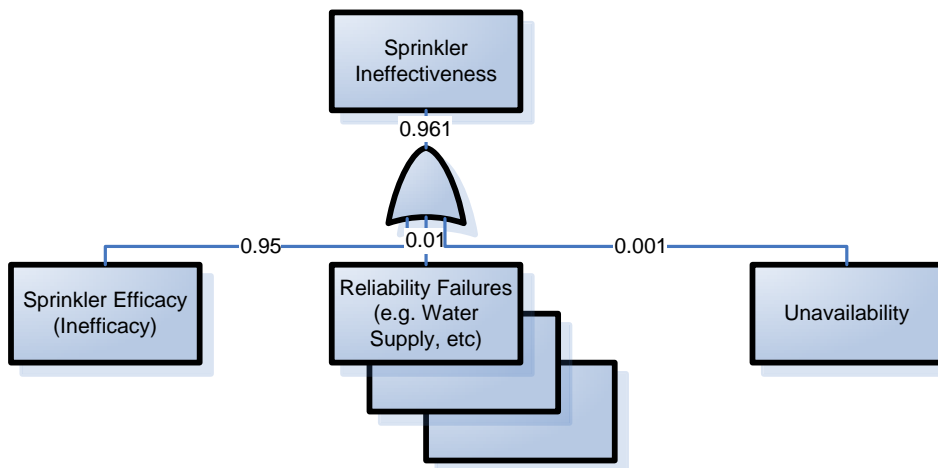 Sprinkler
Ineffectiveness
0.961
0.95
0.01
0.001
Sprinkler Efficacy
(Inefficacy)
Reliability Failures
(e.g. Water
Supply, etc)
Unavailability